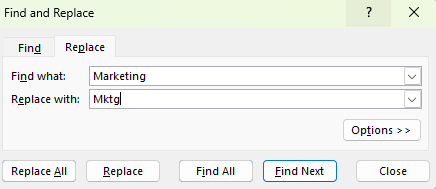 Find and Replace ? ×
Find Replace
Find what: Marketing
Replace with: Mktg
Options >>
Replace All Replace Find All Find Next Close